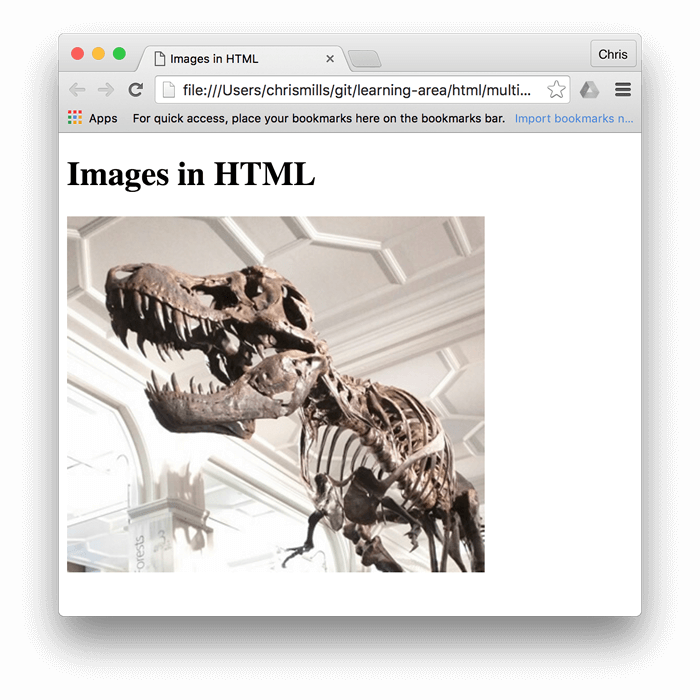 Images in HTML
Chris
file:///Users/chrismills/git/learning-area/html/multi...
Apps For quick access, place your bookmarks here on the bookmarks bar. Import bookmarks n...
Images in HTML
Forests